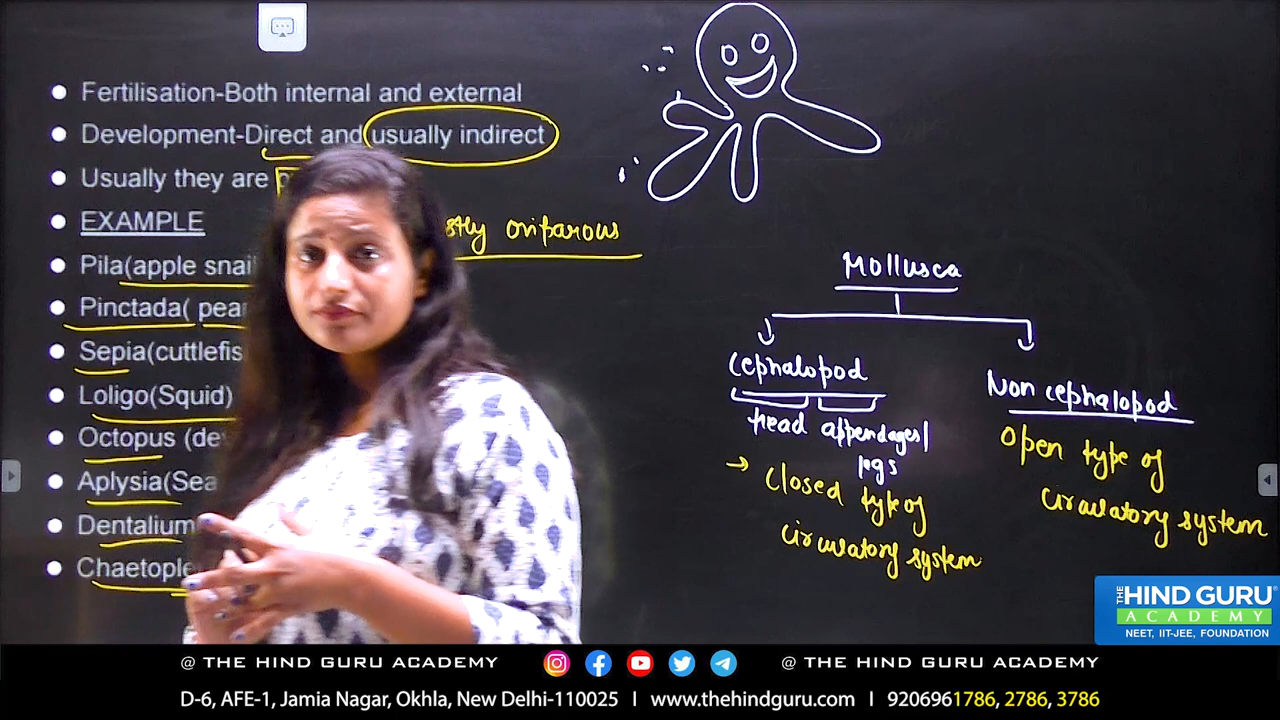 Fertilisation-Both internal and external
Development-Direct and usually indirect
Usually they are
oviparous
EXAMPLE
Pila(apple snail
Pinctada(
Sepia(cuttlefis
Loligo(Squid)
Octopus (de
Aplysia(Sea
Dentalium
Chaetople
Mollusca
Cephalopod
head appendages/
legs
→ Closed type of
circulatory system
Non cephalopod
Open type of
circulatory system
THE HIND GURU
ACADEMY
NEET, IIT-JEE, FOUNDATION
@ THE HIND GURU ACADEMY @ THE HIND GURU ACADEMY
D-6, AFE-1, Jamia Nagar, Okhla, New Delhi-110025 | www.thehindguru.com | 9206961786, 2786, 3786